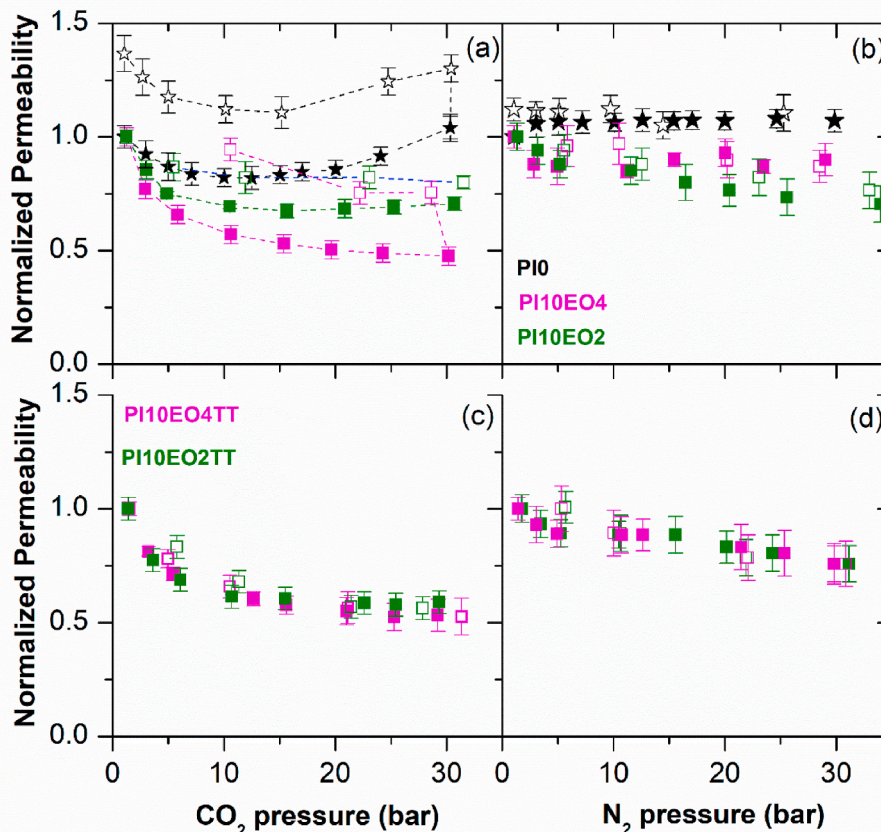 Normalized Permeability
1.5
1.0
0.5
0.0
(a)
(b)
PI0
PI10EO4
PI10EO2
Normalized Permeability
1.5
1.0
0.5
0.0
PI10EO4TT
PI10EO2TT
(c)
(d)
0 10 20 30 0 10 20 30
CO₂ pressure (bar) N₂ pressure (bar)